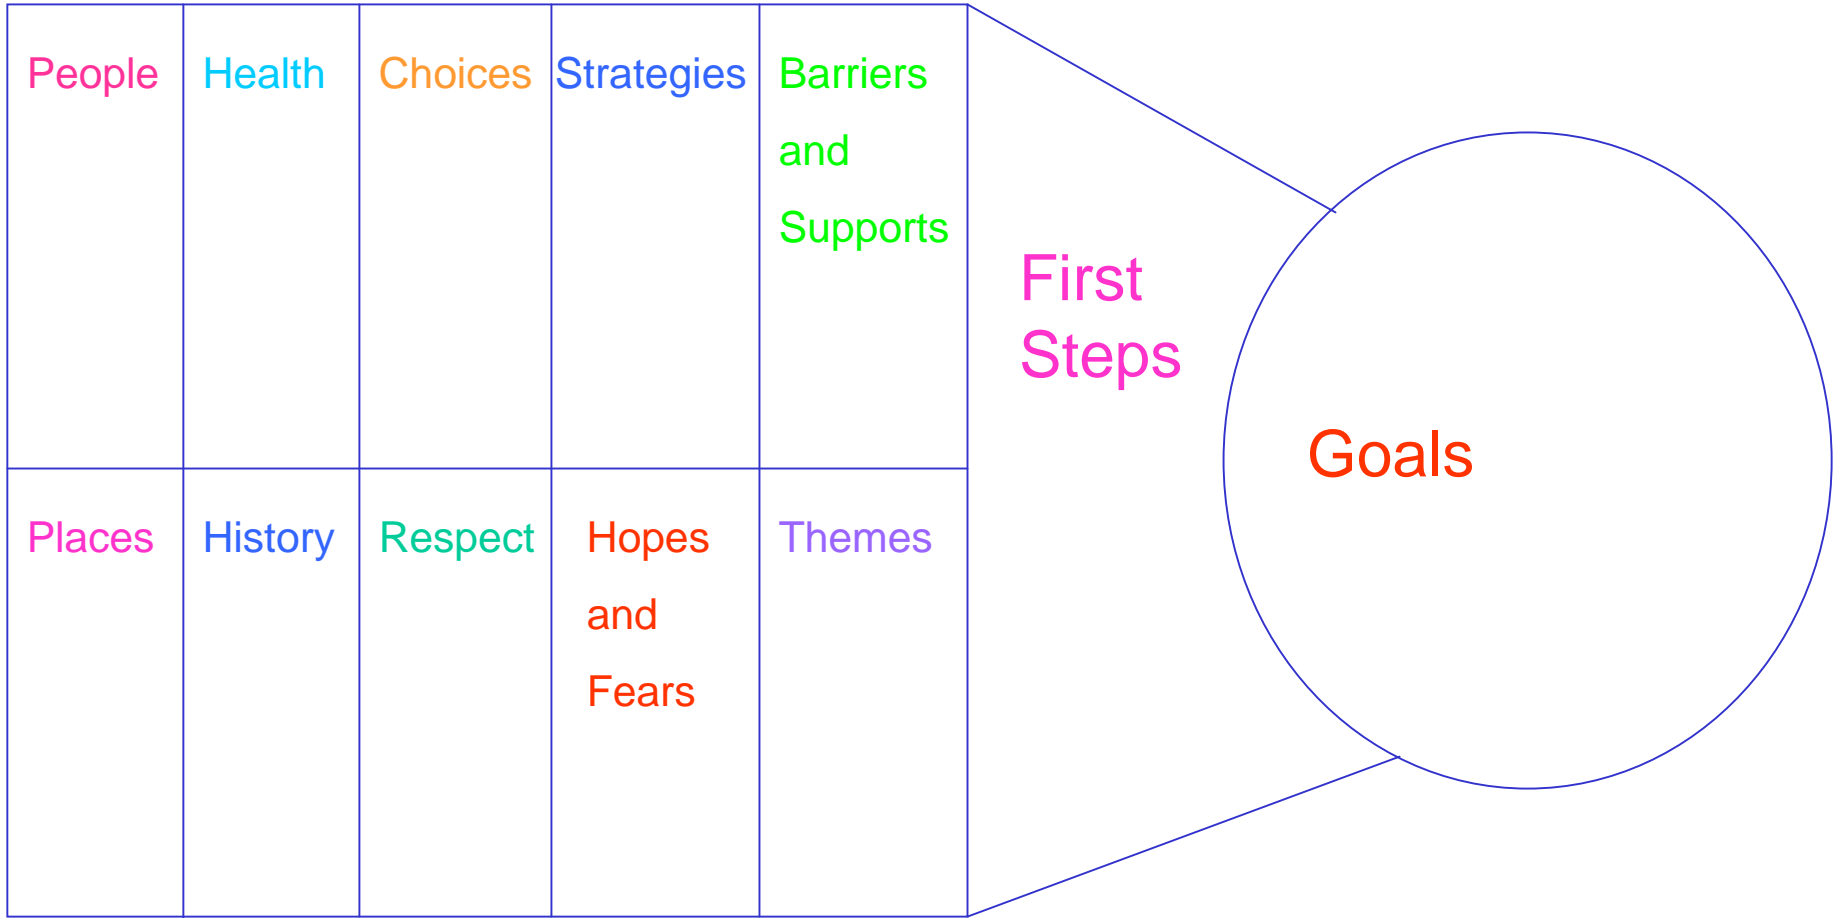 People
Health
Choices
Strategies
Barriers
and
Supports
Places
History
Respect
Hopes
and
Fears
Themes
First
Steps
Goals